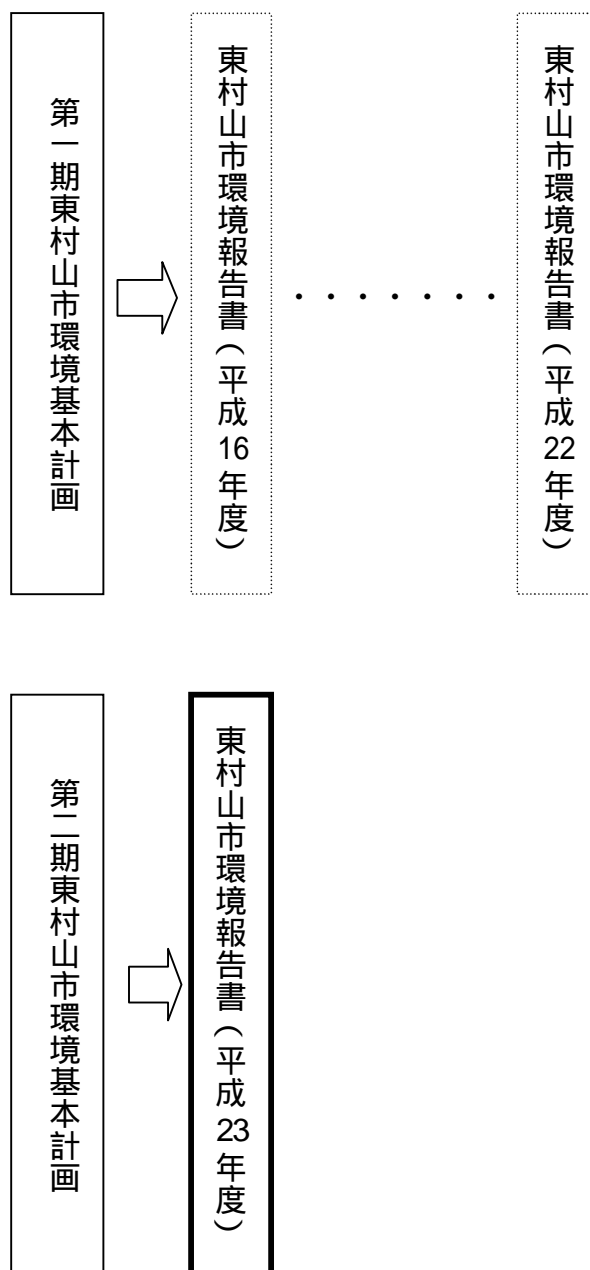 第一期東村山市環境基本計画
東村山市環境報告書(平成16年度)
・・・・・・・
東村山市環境報告書(平成22年度)
第二期東村山市環境基本計画
東村山市環境報告書(平成23年度)